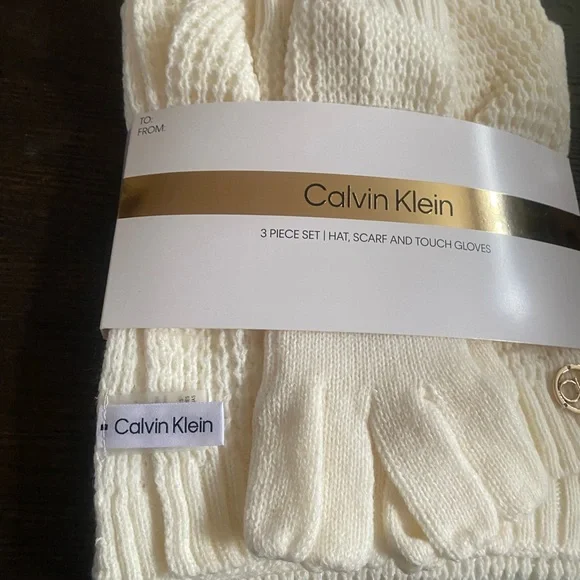 TO:
FROM:
Calvin Klein
3 PIECE SET | HAT, SCARF AND TOUCH GLOVES
Calvin Klein